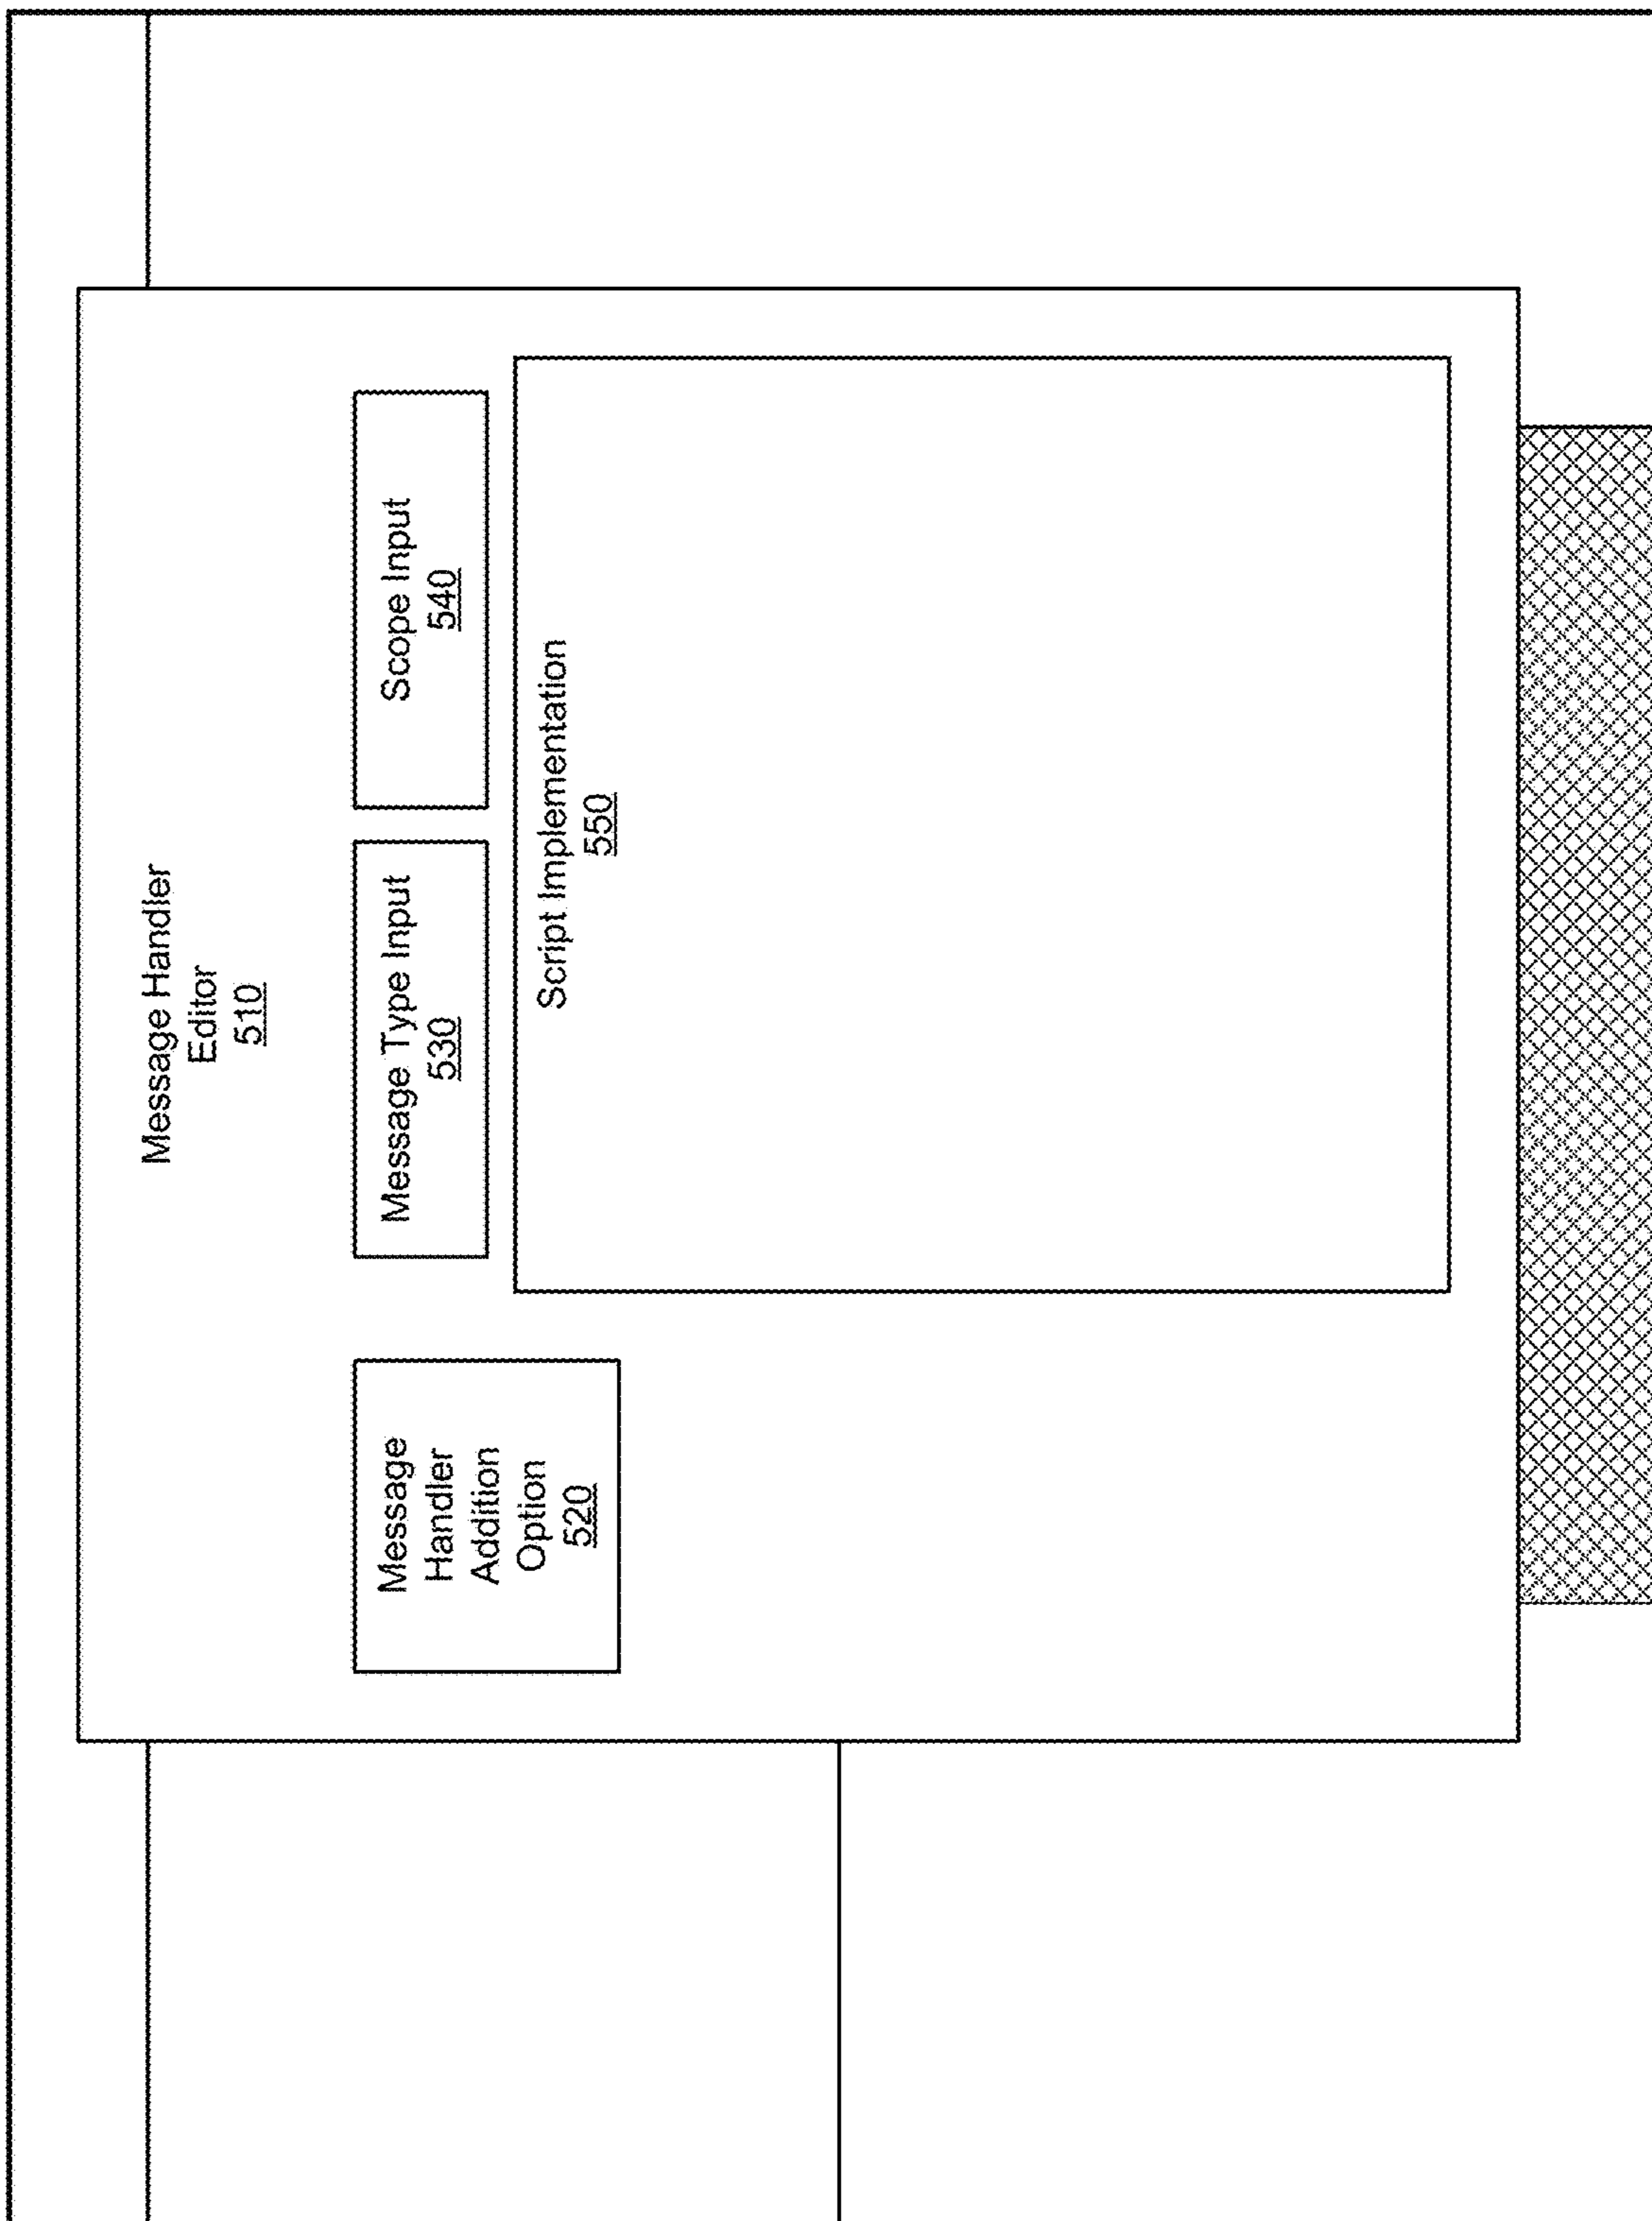 Message Handler
Editor
510
Message
Handler
Addition
Option
520
Message Type Input
530
Scope Input
540
Script Implementation
550